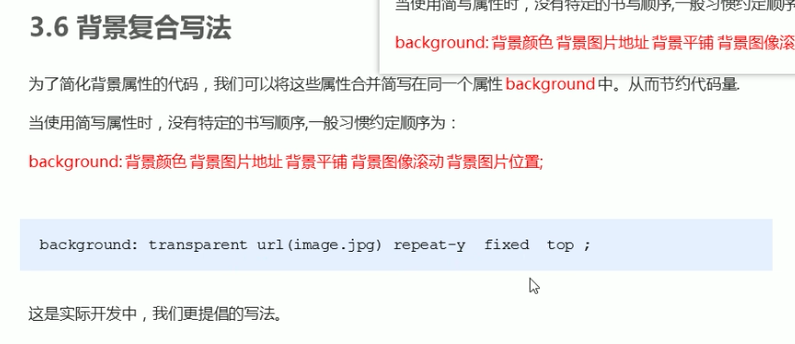 当使用简写属性时，没有特定的书写顺序,一般习惯约定顺序
background: 背景颜色 背景图片地址 背景平铺 背景图像滚
3.6 背景复合写法
为了简化背景属性的代码，我们可以将这些属性合并简写在同一个属性 background 中。从而节约代码量.
当使用简写属性时，没有特定的书写顺序,一般习惯约定顺序为：
background: 背景颜色 背景图片地址 背景平铺 背景图像滚动 背景图片位置;
background: transparent url(image.jpg) repeat-y  fixed  top ;
这是实际开发中，我们更提倡的写法。